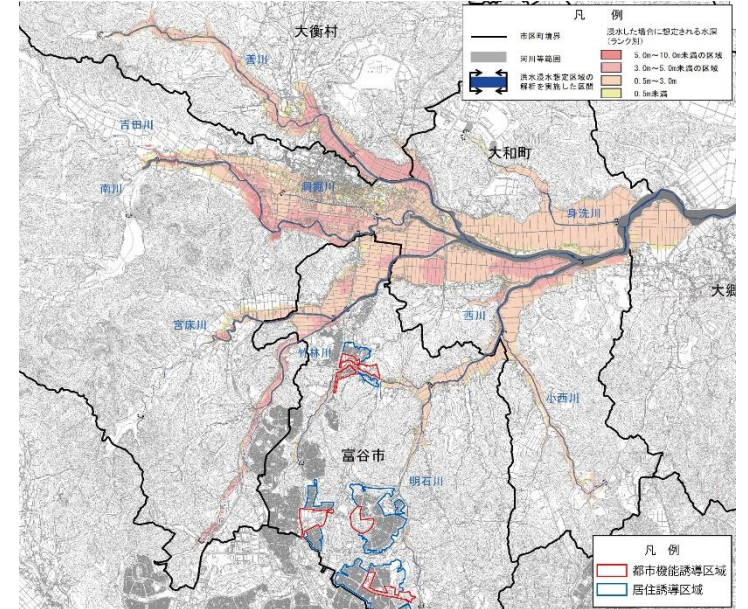 凡 例
市区町境界
河川等範囲
洪水浸水想定区域の
解析を実施した区間
浸水した場合に想定される水深
(ランク別)
5.0m～10.0m未満の区域
3.0m～5.0m未満の区域
0.5m～3.0m
0.5m未満
大衡村
善川
吉田川
大和町
洞堀川
南川
身洗川
大郷
西川
宮床川
竹林川
小西川
富谷市
明石川
凡 例
都市機能誘導区域
居住誘導区域